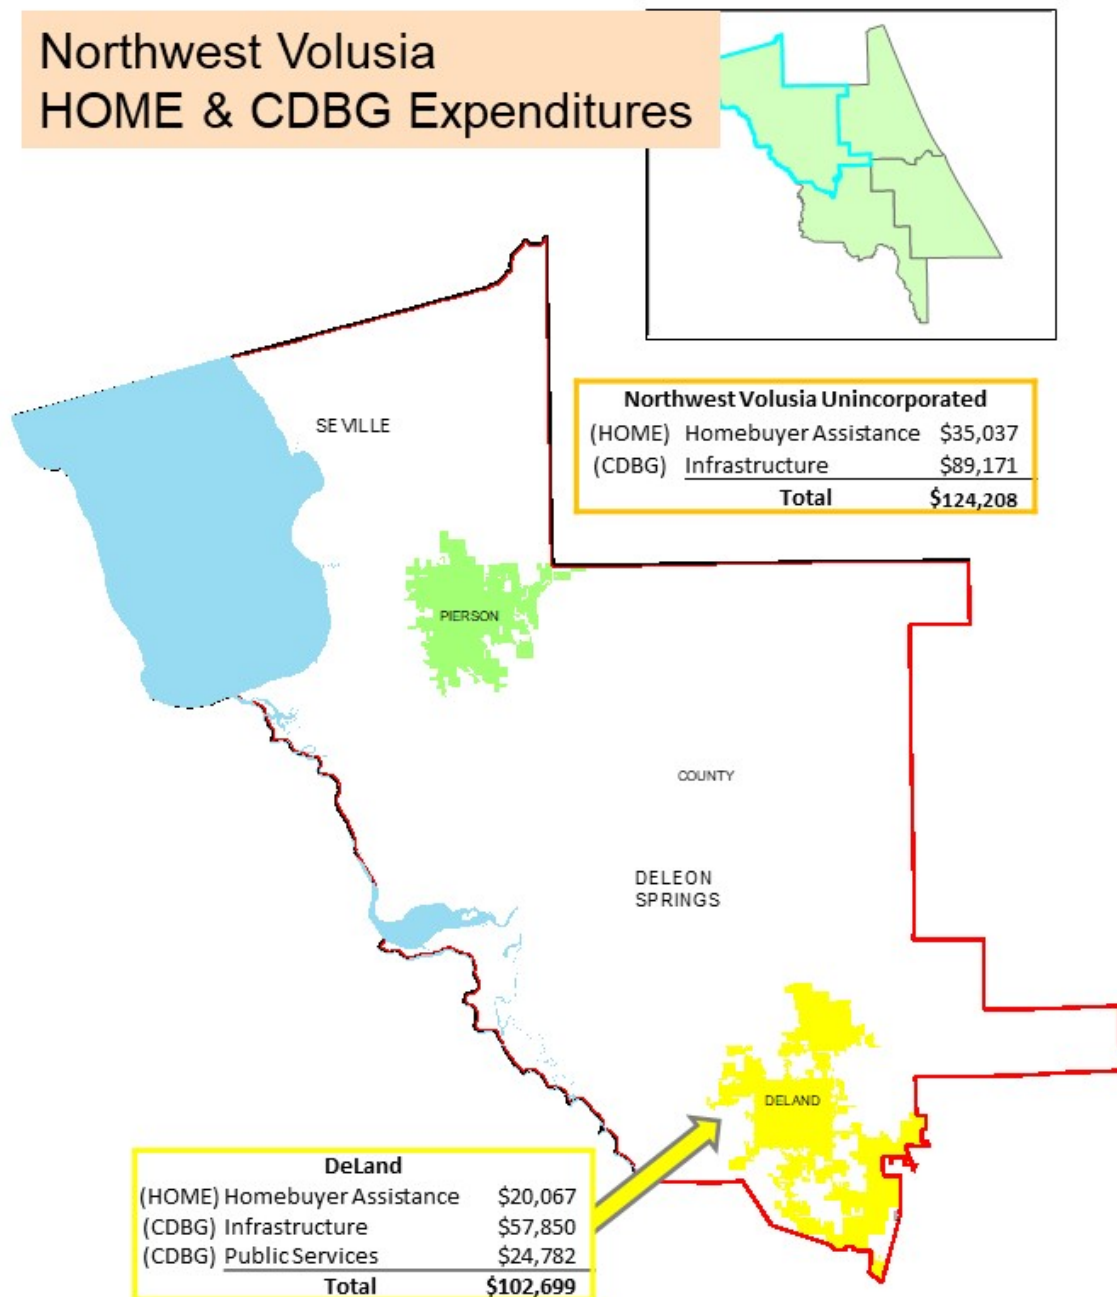 Northwest Volusia
HOME & CDBG Expenditures
Northwest Volusia Unincorporated
(HOME) Homebuyer Assistance $35,037
(CDBG) Infrastructure $89,171
Total $124,208
SEVILLE
PIERSON
COUNTY
DELEON
SPRINGS
DELAND
DeLand
(HOME) Homebuyer Assistance $20,067
(CDBG) Infrastructure $57,850
(CDBG) Public Services $24,782
Total $102,699